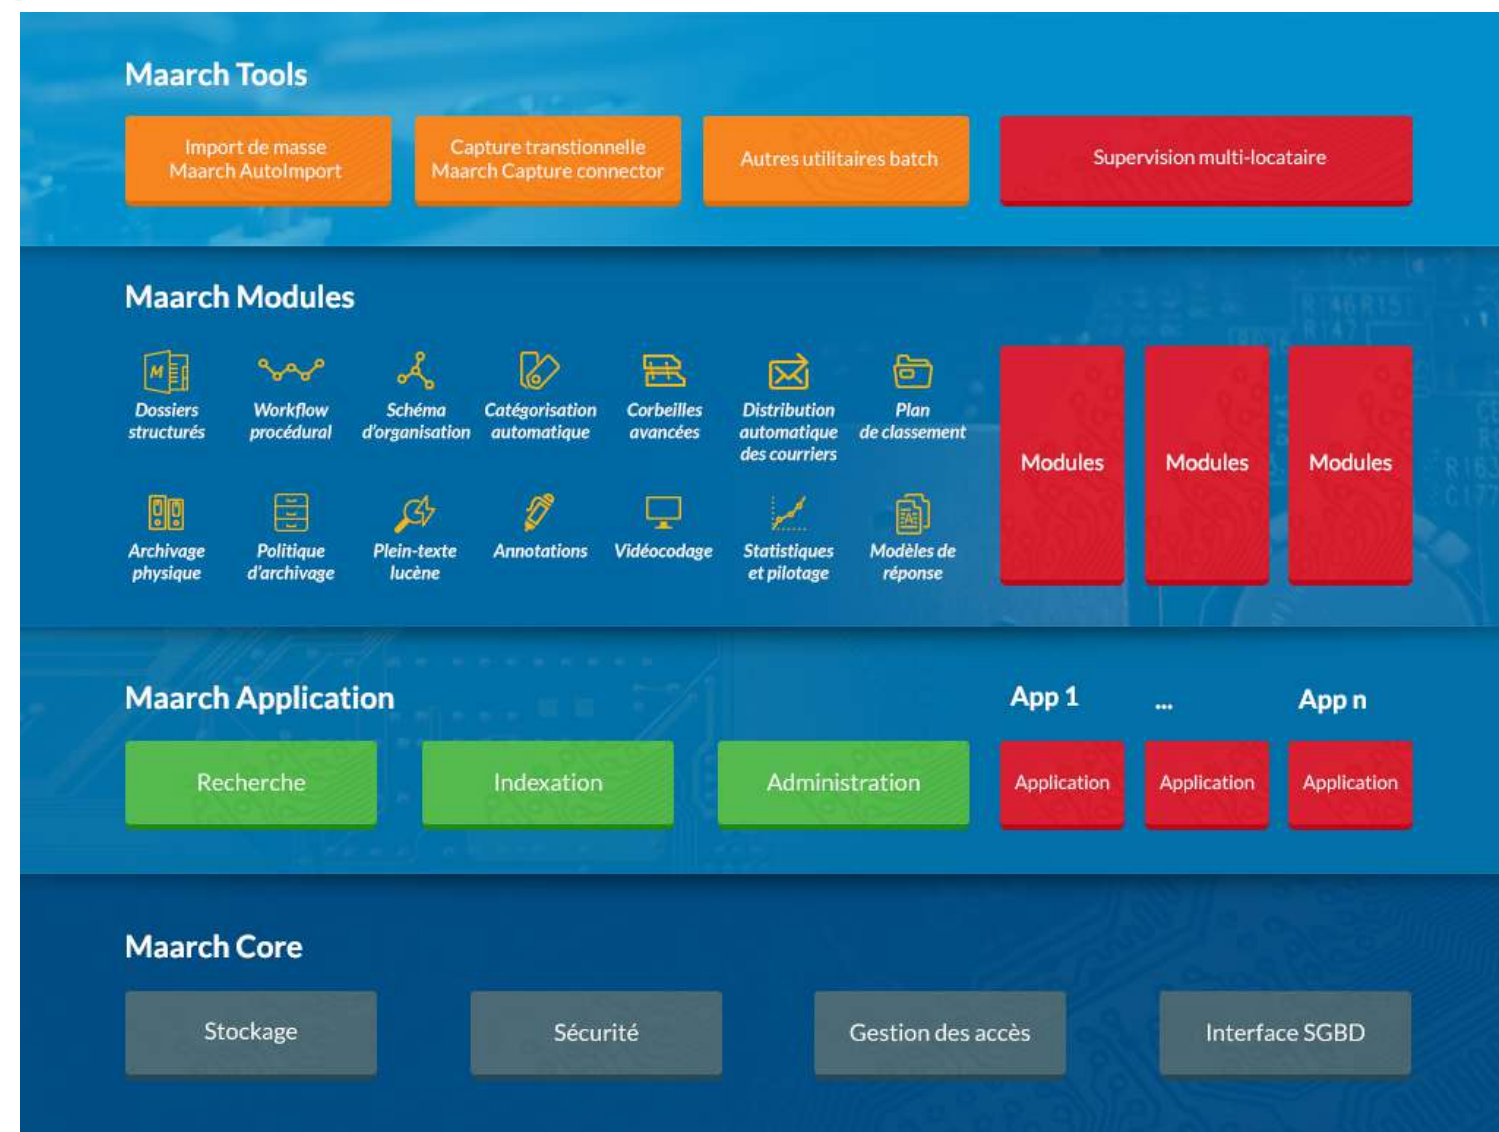 Maarch Tools
Import de masse
Maarch AutoImport
Capture transtionnelle
Maarch Capture connector
Autres utilitaires batch
Supervision multi-locataire
Maarch Modules
Dossiers
structurés
Workflow
procédural
Schéma
d'organisation
Catégorisation
automatique
Corbeilles
avancées
Distribution
automatique
des courriers
Plan
de classement
Archivage
physique
Politique
d'archivage
Plein-texte
lucène
Annotations
Vidéocodage
Statistiques
et pilotage
Modèles de
réponse
Modules
Modules
Modules
Maarch Application
App 1
...
App n
Recherche
Indexation
Administration
Application
Application
Application
Maarch Core
Stockage
Sécurité
Gestion des accès
Interface SGBD